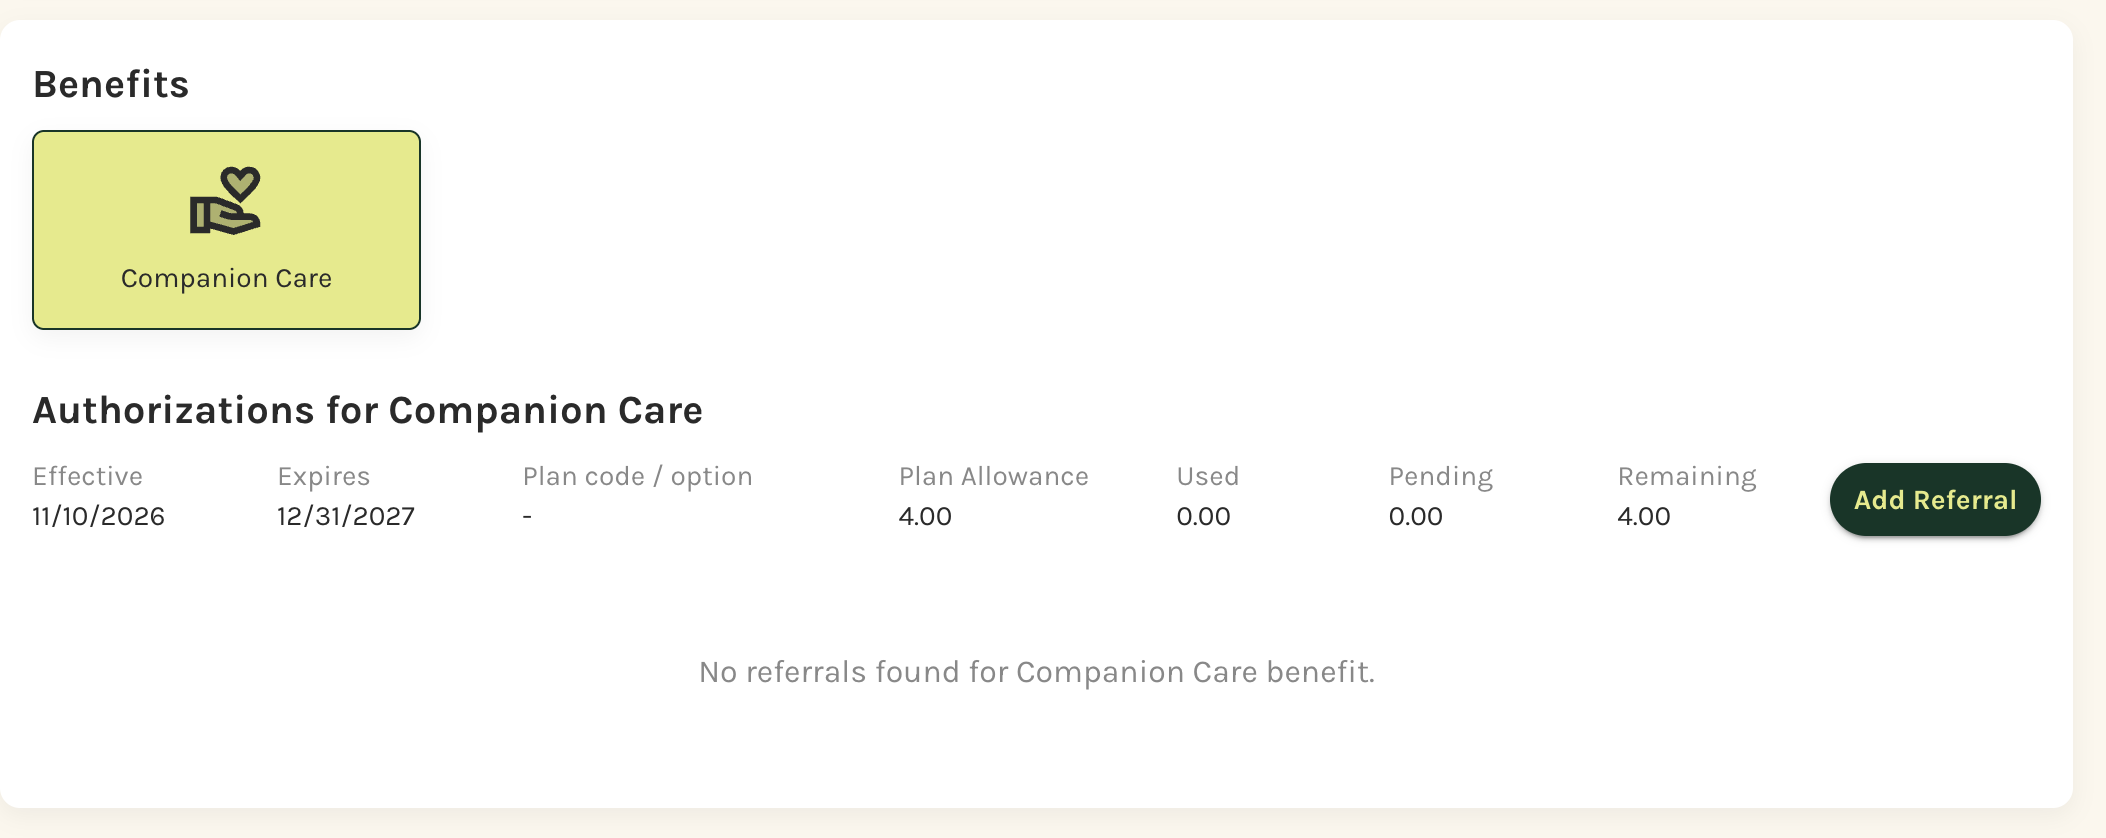 Benefits
Companion Care
Authorizations for Companion Care
Effective Expires Plan code / option Plan Allowance Used Pending Remaining
11/10/2026 12/31/2027 - 4.00 0.00 0.00 4.00
Add Referral
No referrals found for Companion Care benefit.